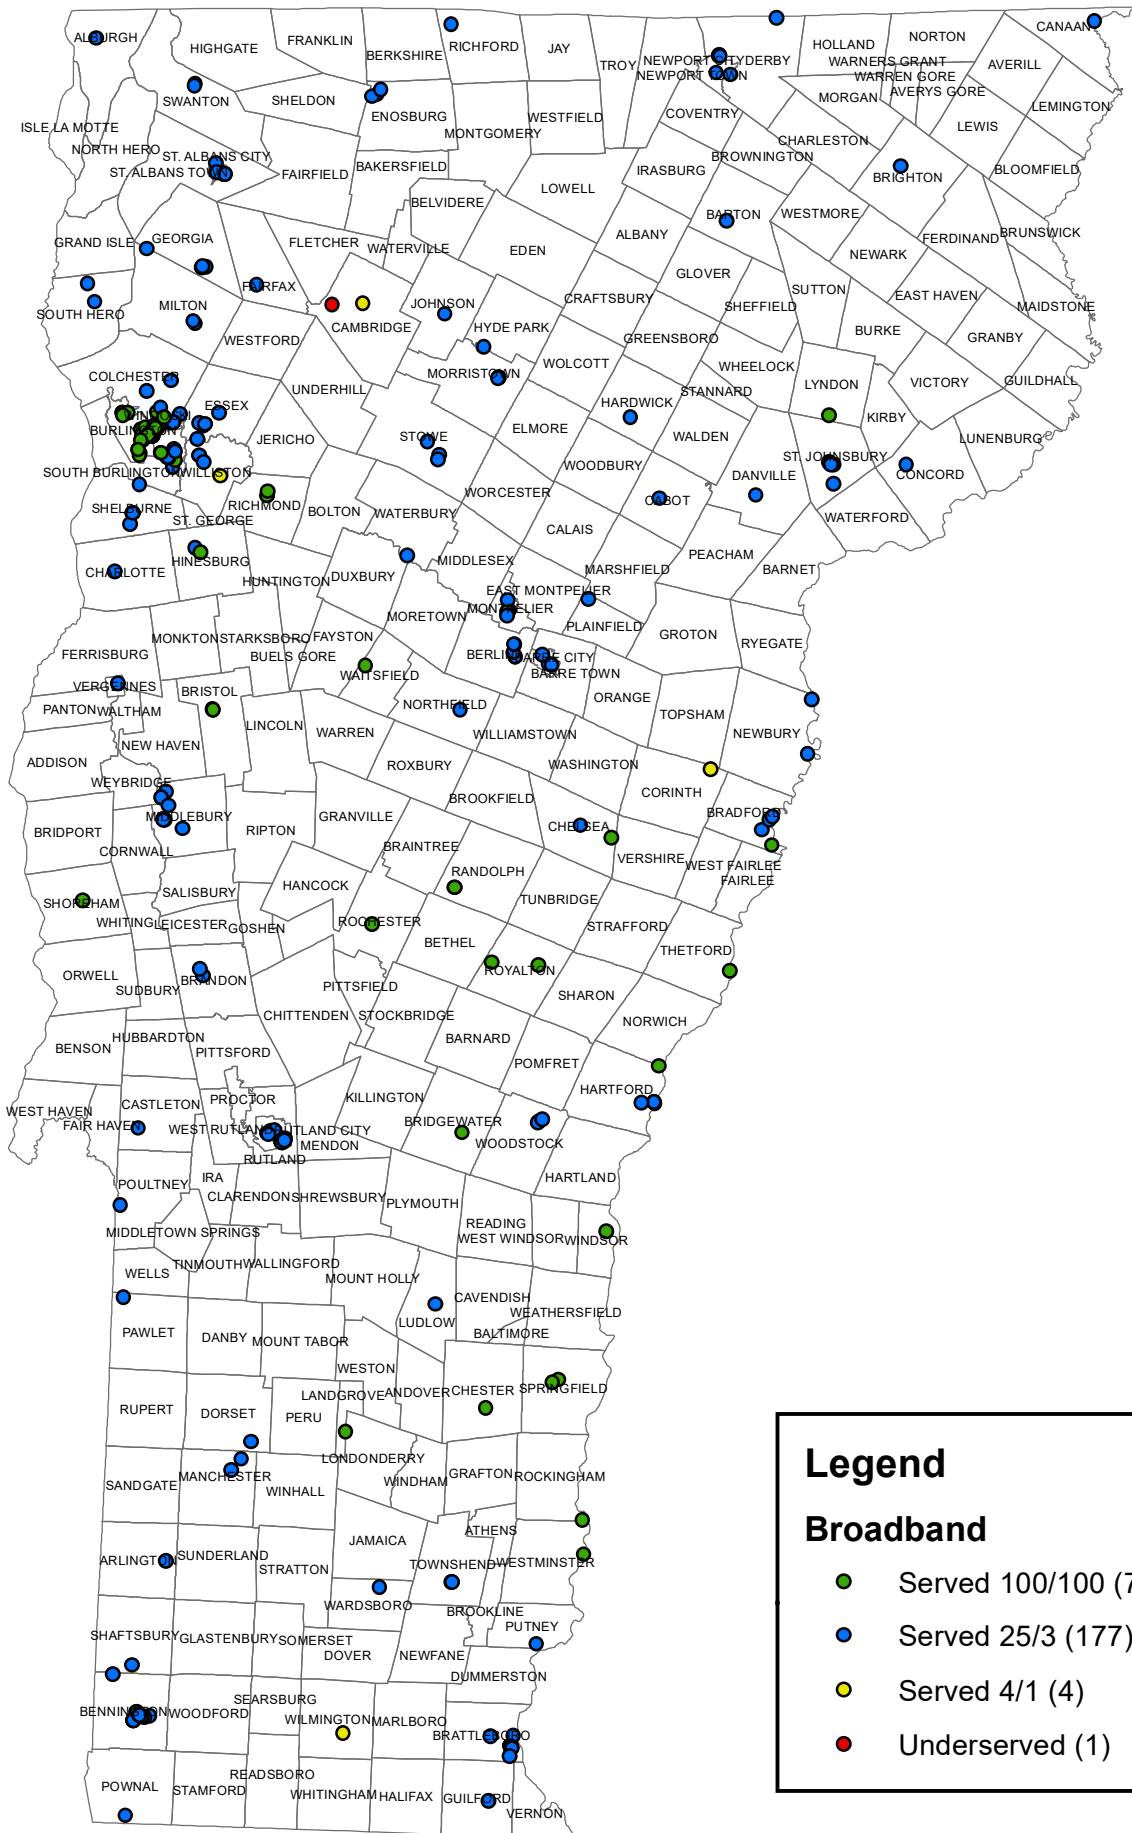 ALBURGH
HIGHGATE
FRANKLIN
BERKSHIRE
RICHFORD
JAY
TROY
NEWPORT CITY
DERBY
NEWPORT TOWN
HOLLAND
NORTON
CANAAN
WARNERS GRANT
WARREN GORE
AVERYS GORE
AVERILL
MORGAN
LEMINGTON
SWANTON
SHELDON
ENOSBURG
MONTGOMERY
WESTFIELD
COVENTRY
LEWIS
ISLE LA MOTTE
NORTH HERO
ST. ALBANS CITY
ST. ALBANS TOWN
FAIRFIELD
BAKERSFIELD
LOWELL
IRASBURG
BROWNINGTON
CHARLESTON
BRIGHTON
BLOOMFIELD
BELVIDERE
BARTON
WESTMORE
GRAND ISLE
GEORGIA
FLETCHER
WATERVILLE
EDEN
ALBANY
GLOVER
NEWARK
FERDINAND
BRUNSWICK
FAIRFAX
SOUTH HERO
MILTON
CAMBRIDGE
JOHNSON
HYDE PARK
CRAFTSBURY
SHEFFIELD
SUTTON
EAST HAVEN
MAIDSTONE
WESTFORD
GREENSBORO
BURKE
GRANBY
COLCHESTER
UNDERHILL
MORRISTOWN
WOLCOTT
WHEELOCK
STANNARD
LYNDON
VICTORY
GUILDHALL
ESSEX
WINOOSKI
BURLINGTON
JERICHO
STOWE
ELMORE
HARDWICK
WALDEN
KIRBY
LUNENBURG
SOUTH BURLINGTON
WILLISTON
WOODBURY
DANVILLE
ST. JOHNSBURY
CONCORD
SHELBURNE
ST. GEORGE
RICHMOND
BOLTON
WATERBURY
WORCESTER
CABOT
WATERFORD
CALAIS
HINESBURG
CHARLOTTE
HUNTINGTON
DUXBURY
MIDDLESEX
MARSHFIELD
PEACHAM
BARNET
EAST MONTPELIER
MONTPELIER
MORETOWN
PLAINFIELD
GROTON
RYEGATE
FERRISBURG
MONKTON
STARKSBORO
BUELS GORE
FAYSTON
WAITSFIELD
BERLIN
BARRE CITY
BARRE TOWN
VERGENNES
PANTON
WALTHAM
BRISTOL
LINCOLN
WARREN
NORTHFIELD
WILLIAMSTOWN
ORANGE
TOPSHAM
NEWBURY
NEW HAVEN
ADDISON
WEYBRIDGE
ROXBURY
WASHINGTON
CORINTH
BROOKFIELD
BRIDPORT
MIDDLEBURY
RIPTON
GRANVILLE
CHELSEA
BRADFORD
CORNWALL
BRAINTREE
VERSHIRE
WEST FAIRLEE
FAIRLEE
SHOREHAM
SALISBURY
HANCOCK
RANDOLPH
TUNBRIDGE
WHITING
LEICESTER
GOSHEN
ROCHESTER
BETHEL
STRAFFORD
THETFORD
ORWELL
SUDBURY
BRANDON
PITTSFIELD
ROYALTON
SHARON
CHITTENDEN
STOCKBRIDGE
NORWICH
BENSON
HUBBARDTON
PITTSFORD
BARNARD
POMFRET
WEST HAVEN
CASTLETON
PROCTOR
KILLINGTON
HARTFORD
FAIR HAVEN
WEST RUTLAND
RUTLAND CITY
MENDON
RUTLAND
BRIDGEWATER
WOODSTOCK
POULTNEY
IRA
CLARENDON
SHREWSBURY
PLYMOUTH
HARTLAND
READING
WEST WINDSOR
WINDSOR
MIDDLETOWN SPRINGS
TINMOUTH
WALLINGFORD
WELLS
MOUNT HOLLY
CAVENDISH
WEATHERSFIELD
LUDLOW
BALTIMORE
PAWLET
DANBY
MOUNT TABOR
WESTON
LANDGROVE
ANDOVER
CHESTER
SPRINGFIELD
RUPERT
DORSET
PERU
LONDONDERRY
WINDHAM
GRAFTON
ROCKINGHAM
SANDGATE
MANCHESTER
WINHALL
JAMAICA
ATHENS
ARLINGTON
SUNDERLAND
STRATTON
TOWNSHEND
WESTMINSTER
WARDSBORO
BROOKLINE
PUTNEY
SHAFTSBURY
GLASTENBURY
SOMERSET
DOVER
NEWFANE
DUMMERSTON
BENNINGTON
WOODFORD
SEARSBURG
WILMINGTON
MARLBORO
BRATTLEBORO
POWNAL
STAMFORD
READSBORO
WHITINGHAM
HALIFAX
GUILFORD
VERNON
Legend
Broadband
Served 100/100 (7
Served 25/3 (177)
Served 4/1 (4)
Underserved (1)